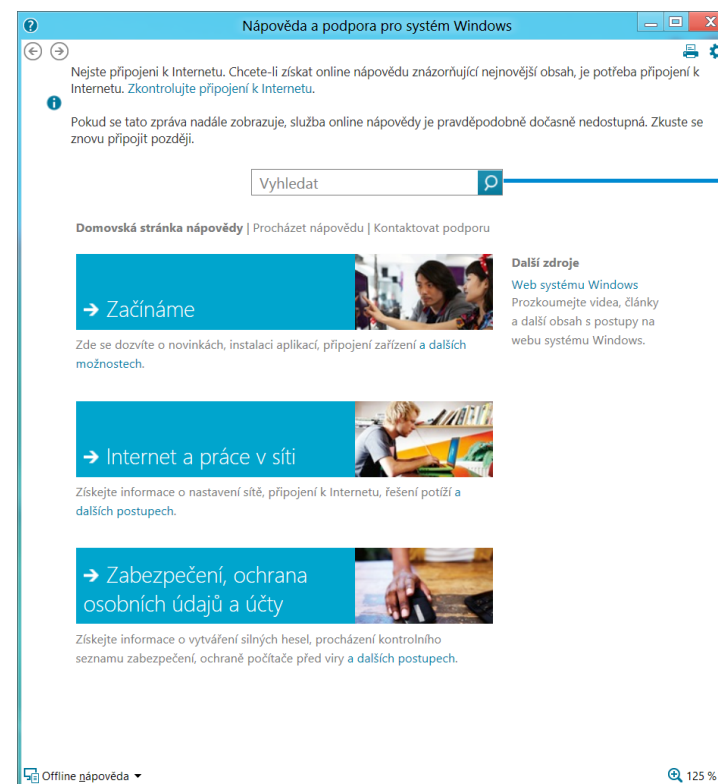 Nápověda a podpora pro systém Windows
Nejste připojeni k Internetu. Chcete-li získat online nápovědu znázorňující nejnovější obsah, je potřeba připojení k
Internetu. Zkontrolujte připojení k Internetu.
Pokud se tato zpráva nadále zobrazuje, služba online nápovědy je pravděpodobně dočasně nedostupná. Zkuste se
znovu připojit později.
Vyhledat
Domovská stránka nápovědy | Procházet nápovědu | Kontaktovat podporu
Začínáme
Zde se dozvíte o novinkách, instalaci aplikací, připojení zařízení a dalších
možnostech.
Internet a práce v síti
Získejte informace o nastavení sítě, připojení k Internetu, řešení potíží a
dalších postupech.
Zabezpečení, ochrana
osobních údajů a účty
Získejte informace o vytváření silných hesel, procházení kontrolního
seznamu zabezpečení, ochraně počítače před viry a dalších postupech.
Další zdroje
Web systému Windows
Prozkoumejte videa, články
a další obsah s postupy na
webu systému Windows.
Offline nápověda
125 %